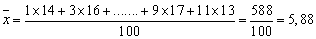 x̄ = (1×14 + 3×16 + ....... + 9×17 + 11×13)/100 = 588/100 = 5,88